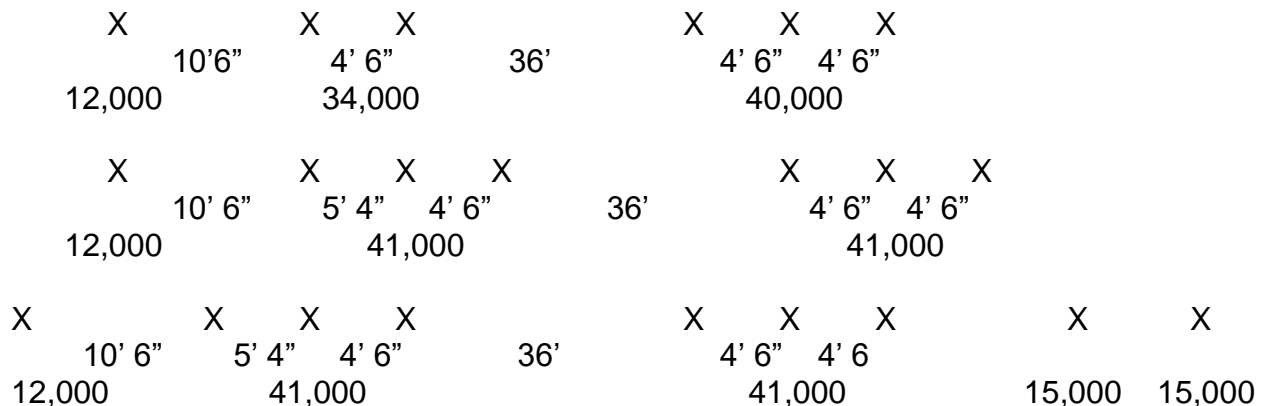 X X X X X X
10’6” 4’ 6” 36’ 4’ 6” 4’ 6”
12,000 34,000 40,000
X X X X X X X
10’ 6” 5’ 4” 4’ 6” 36’ 4’ 6” 4’ 6”
12,000 41,000 41,000
X X X X X X X X X
10’ 6” 5’ 4” 4’ 6” 36’ 4’ 6” 4’ 6
12,000 41,000 41,000 15,000 15,000